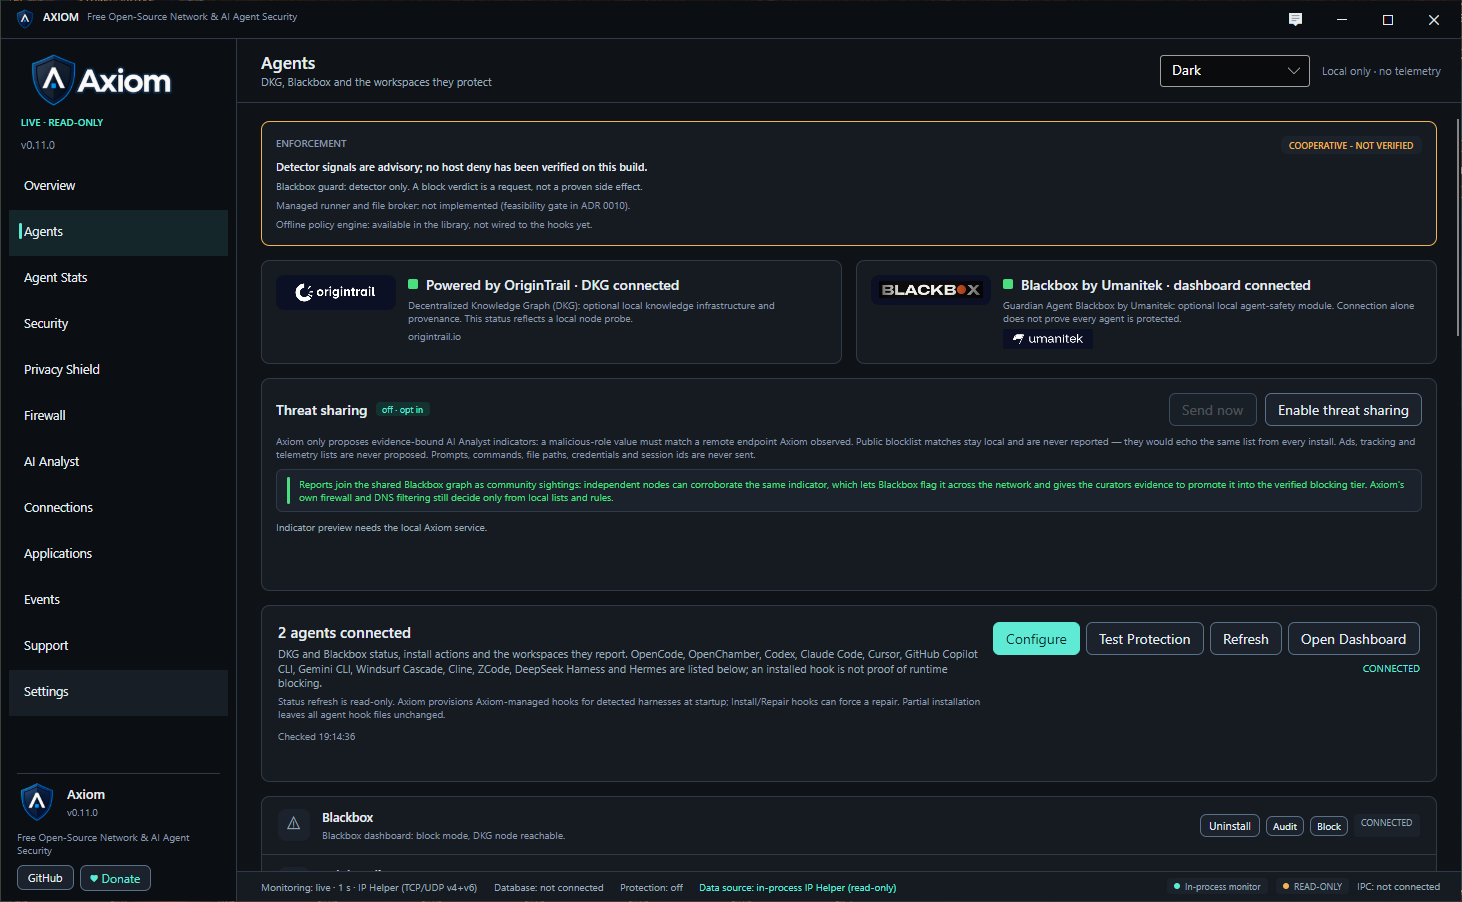 AXIOM Free Open-Source Network & AI Agent Security
Axiom
LIVE · READ-ONLY
v0.11.0
Overview
Agents
Agent Stats
Security
Privacy Shield
Firewall
AI Analyst
Connections
Applications
Events
Support
Settings
Axiom
v0.11.0
Free Open-Source Network & AI Agent
Security
GitHub
Donate
Agents
DKG, Blackbox and the workspaces they protect
Dark
Local only · no telemetry
ENFORCEMENT
COOPERATIVE - NOT VERIFIED
Detector signals are advisory; no host deny has been verified on this build.
Blackbox guard: detector only. A block verdict is a request, not a proven side effect.
Managed runner and file broker: not implemented (feasibility gate in ADR 0010).
Offline policy engine: available in the library, not wired to the hooks yet.
origintrail
Powered by OriginTrail · DKG connected
Decentralized Knowledge Graph (DKG): optional local knowledge infrastructure and
provenance. This status reflects a local node probe.
origintrail.io
BLACKBOX
Blackbox by Umanitek · dashboard connected
Guardian Agent Blackbox by Umanitek: optional local agent-safety module. Connection alone
does not prove every agent is protected.
umanitek
Threat sharing
off · opt in
Send now
Enable threat sharing
Axiom only proposes evidence-bound AI Analyst indicators: a malicious-role value must match a remote endpoint Axiom observed. Public blocklist matches stay local and are never reported — they would echo the same list from every install. Ads, tracking and
telemetry lists are never proposed. Prompts, commands, file paths, credentials and session ids are never sent.
Reports join the shared Blackbox graph as community sightings: independent nodes can corroborate the same indicator, which lets Blackbox flag it across the network and gives the curators evidence to promote it into the verified blocking tier. Axiom's
own firewall and DNS filtering still decide only from local lists and rules.
Indicator preview needs the local Axiom service.
2 agents connected
DKG and Blackbox status, install actions and the workspaces they report. OpenCode, OpenChamber, Codex, Claude Code, Cursor, GitHub Copilot
CLI, Gemini CLI, Windsurf Cascade, Cline, ZCode, DeepSeek Harness and Hermes are listed below; an installed hook is not proof of runtime
blocking.
Status refresh is read-only. Axiom provisions Axiom-managed hooks for detected harnesses at startup; Install/Repair hooks can force a repair. Partial installation
leaves all agent hook files unchanged.
Checked 19:14:36
Configure
Test Protection
Refresh
Open Dashboard
CONNECTED
Blackbox
Blackbox dashboard: block mode, DKG node reachable.
Uninstall
Audit
Block
CONNECTED
Monitoring: live · 1 s · IP Helper (TCP/UDP v4+v6)
Database: not connected
Protection: off
Data source: in-process IP Helper (read-only)
In-process monitor
READ-ONLY
IPC: not connected